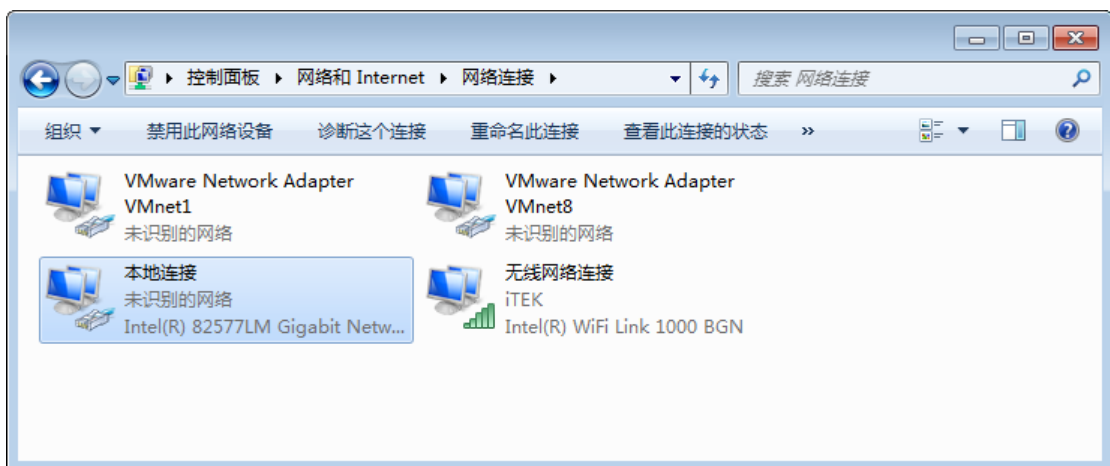 控制面板 网络和 Internet 网络连接 搜索 网络连接
组织 禁用此网络设备 诊断这个连接 重命名此连接 查看此连接的状态 »
VMware Network Adapter
VMnet1
未识别的网络
VMware Network Adapter
VMnet8
未识别的网络
本地连接
未识别的网络
Intel(R) 82577LM Gigabit Netw...
无线网络连接
iTEK
Intel(R) WiFi Link 1000 BGN